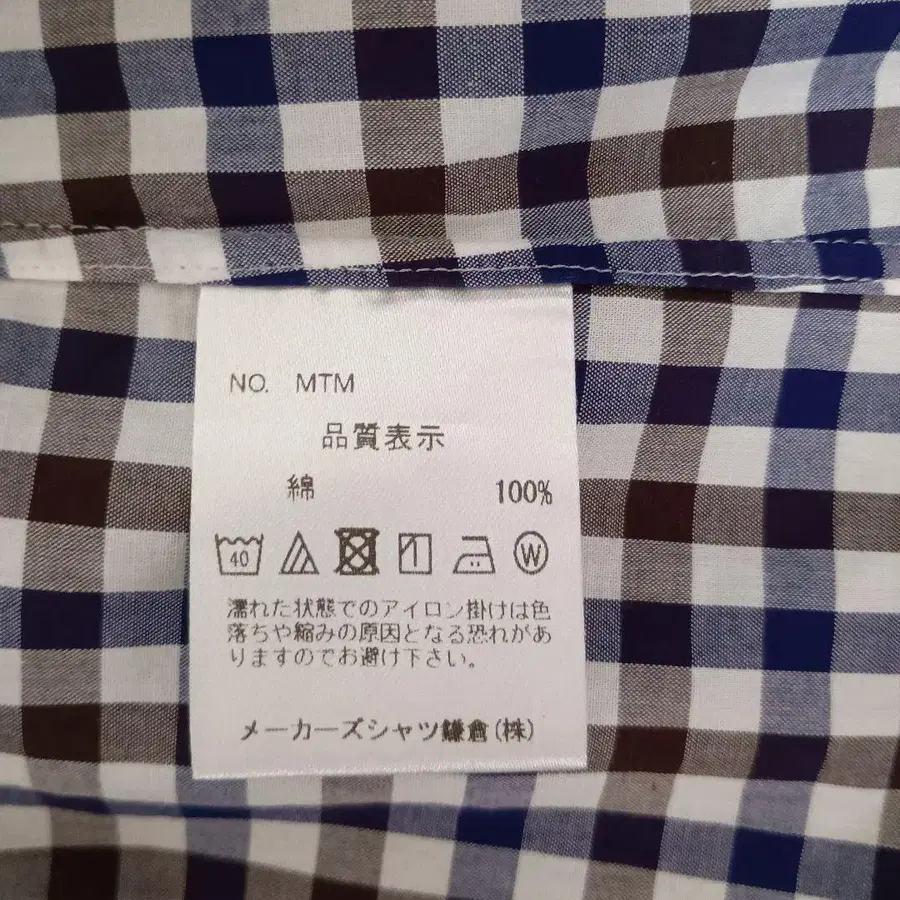 NO. MTM
品質表示
綿 100%
40 W
濡れた状態でのアイロン掛けは色
落ちや縮みの原因となる恐れがあ
りますのでお避け下さい。
メーカーズシャツ鎌倉(株)